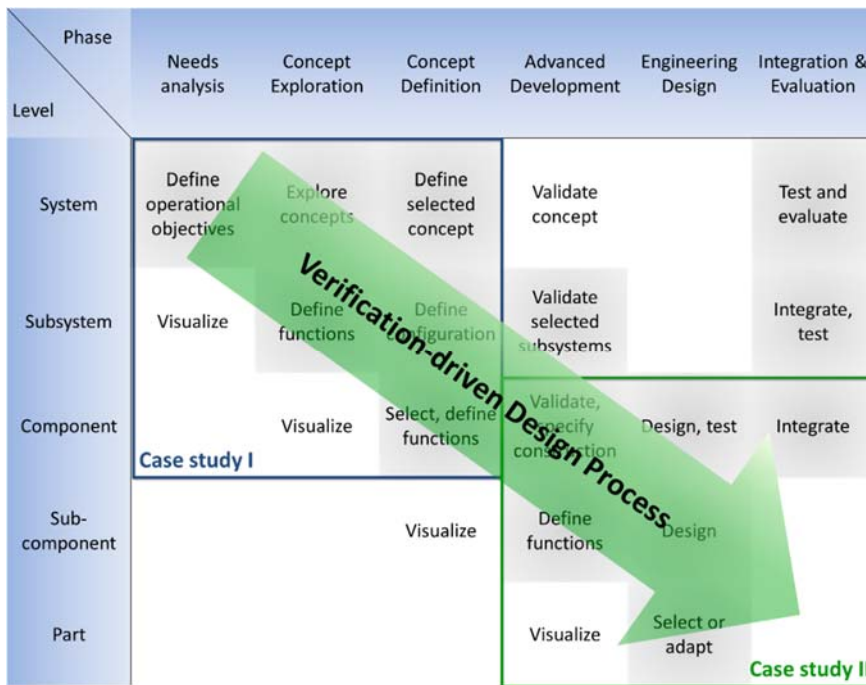 Phase
Level
Needs
analysis
Concept
Exploration
Concept
Definition
Advanced
Development
Engineering
Design
Integration &
Evaluation
System
Define
operational
objectives
Explore
concepts
Define
selected
concept
Validate
concept
Test and
evaluate
Subsystem
Visualize
Define
functions
Define
configuration
Validate
selected
subsystems
Integrate,
test
Component
Visualize
Select, define
functions
Validate,
specify
construction
Design, test
Integrate
Case study I
Verification-driven Design Process
Sub-
component
Visualize
Define
functions
Design
Part
Visualize
Select or
adapt
Case study II